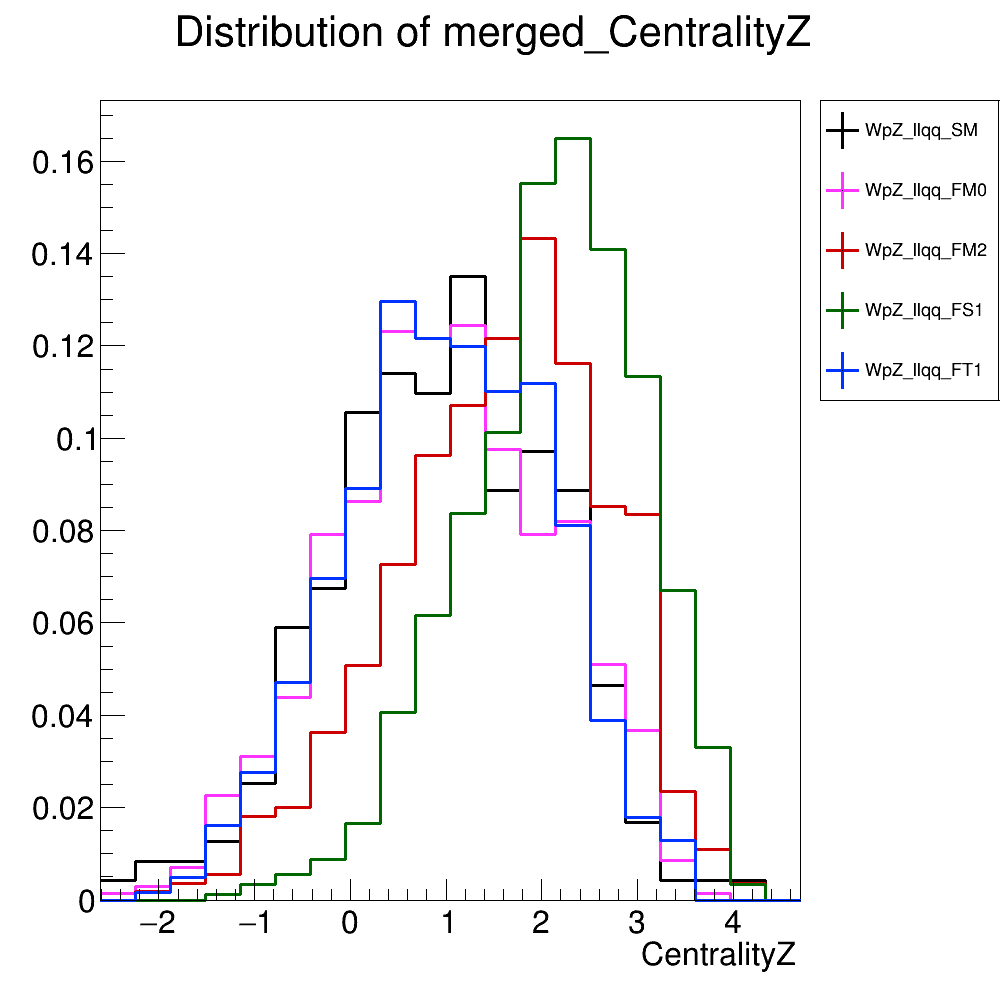 Distribution of merged_CentralityZ
WpZ_llqq_SM
WpZ_llqq_FM0
WpZ_llqq_FM2
WpZ_llqq_FS1
WpZ_llqq_FT1
0.16
0.14
0.12
0.1
0.08
0.06
0.04
0.02
0
−2 −1 0 1 2 3 4
CentralityZ